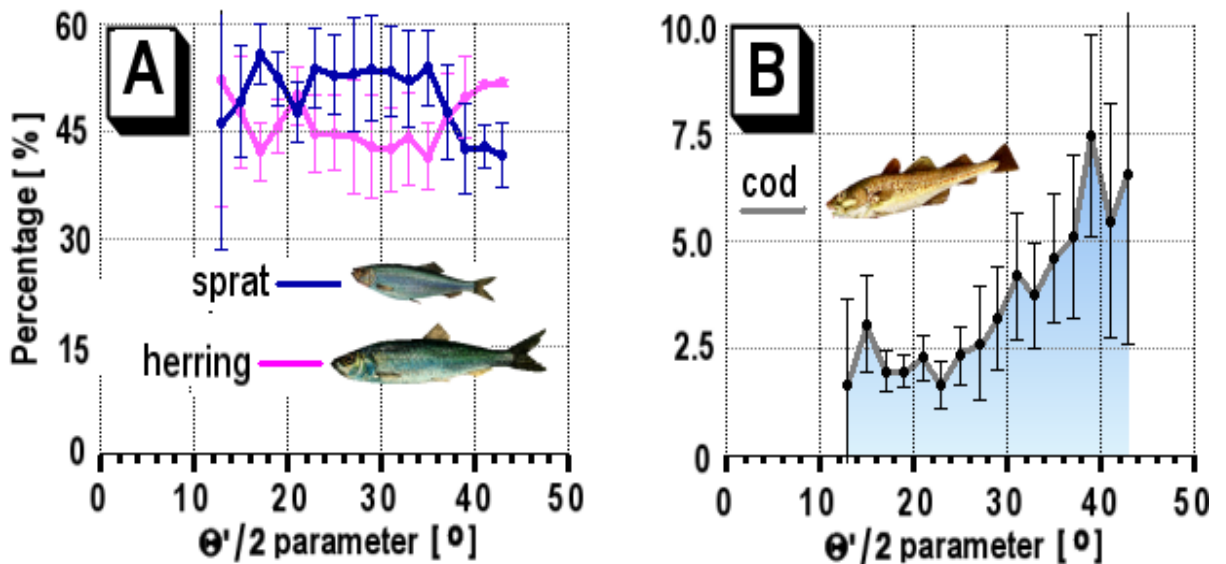 A
Percentage [ % ]
60
45
30
15
0
sprat
herring
0 10 20 30 40 50
Θ'/2 parameter [ º ]
B
10.0
7.5
5.0
2.5
0
cod
0 10 20 30 40 50
Θ'/2 parameter [ º ]